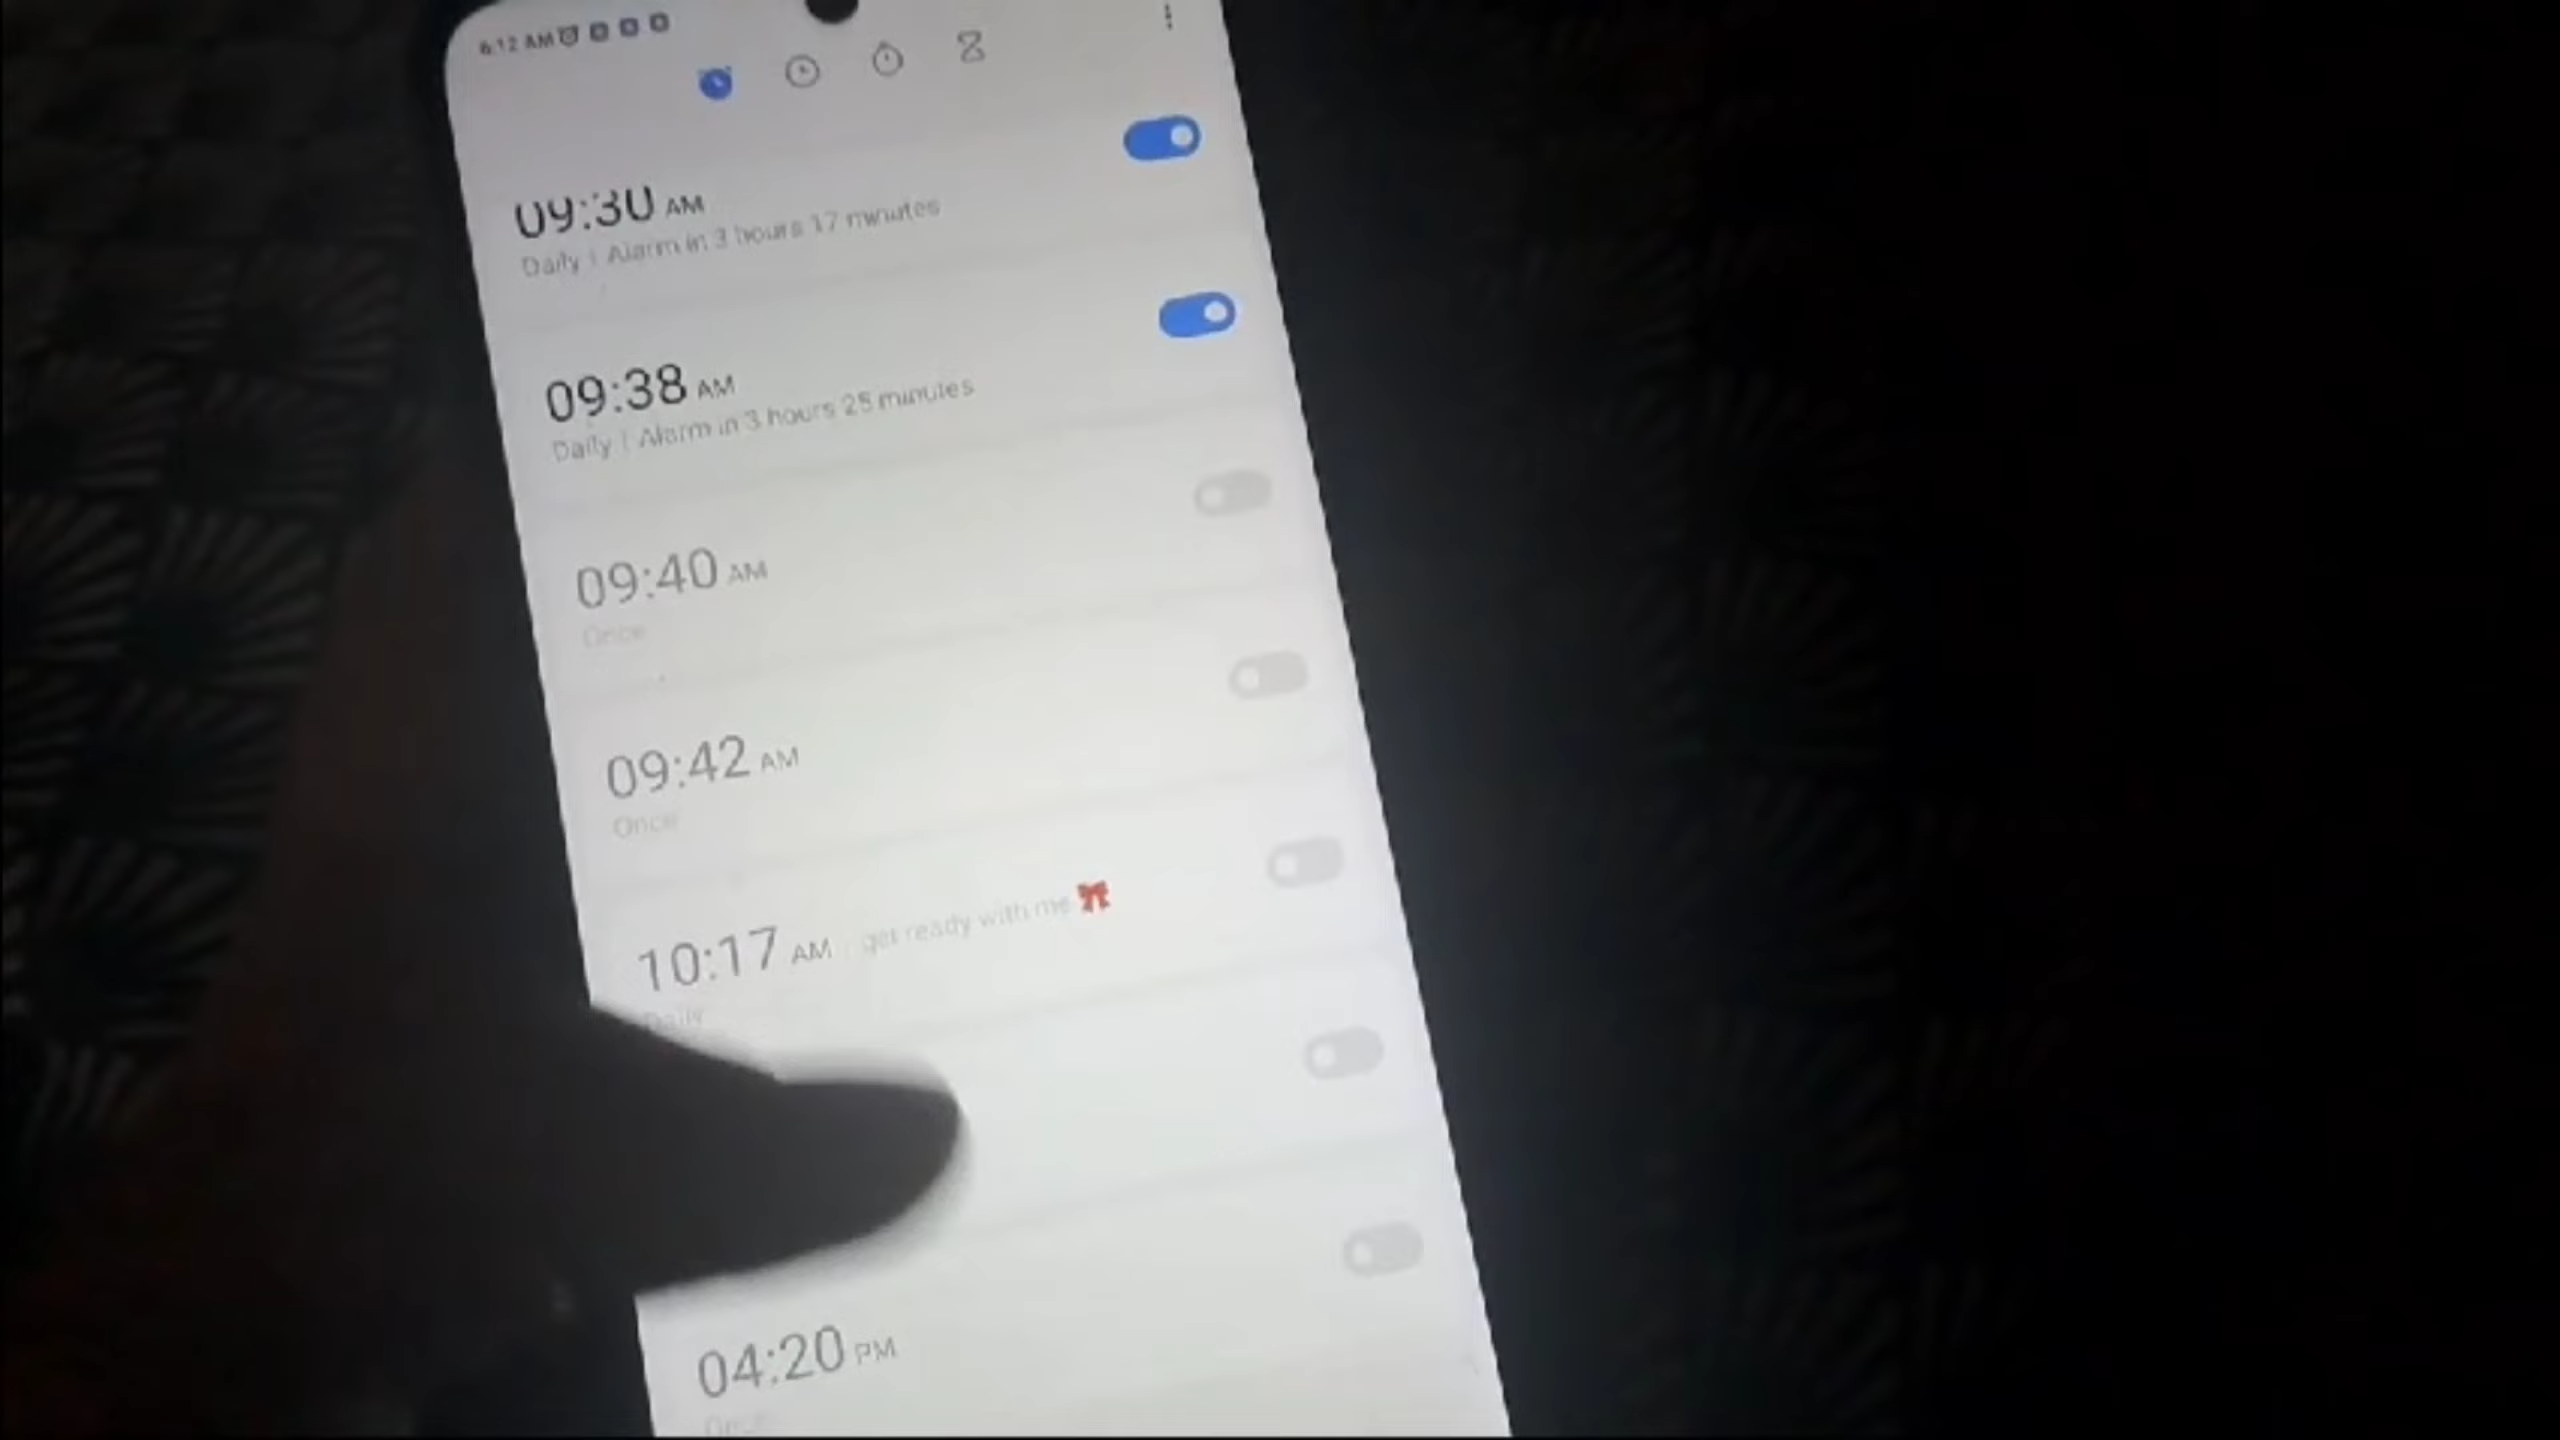 6:12 AM
09:30 AM
Daily | Alarm in 3 hours 17 minutes
09:38 AM
Daily | Alarm in 3 hours 25 minutes
09:40 AM
Once
09:42 AM
Once
10:17 AM | get ready with me 🎀
Daily
04:20 PM
Once